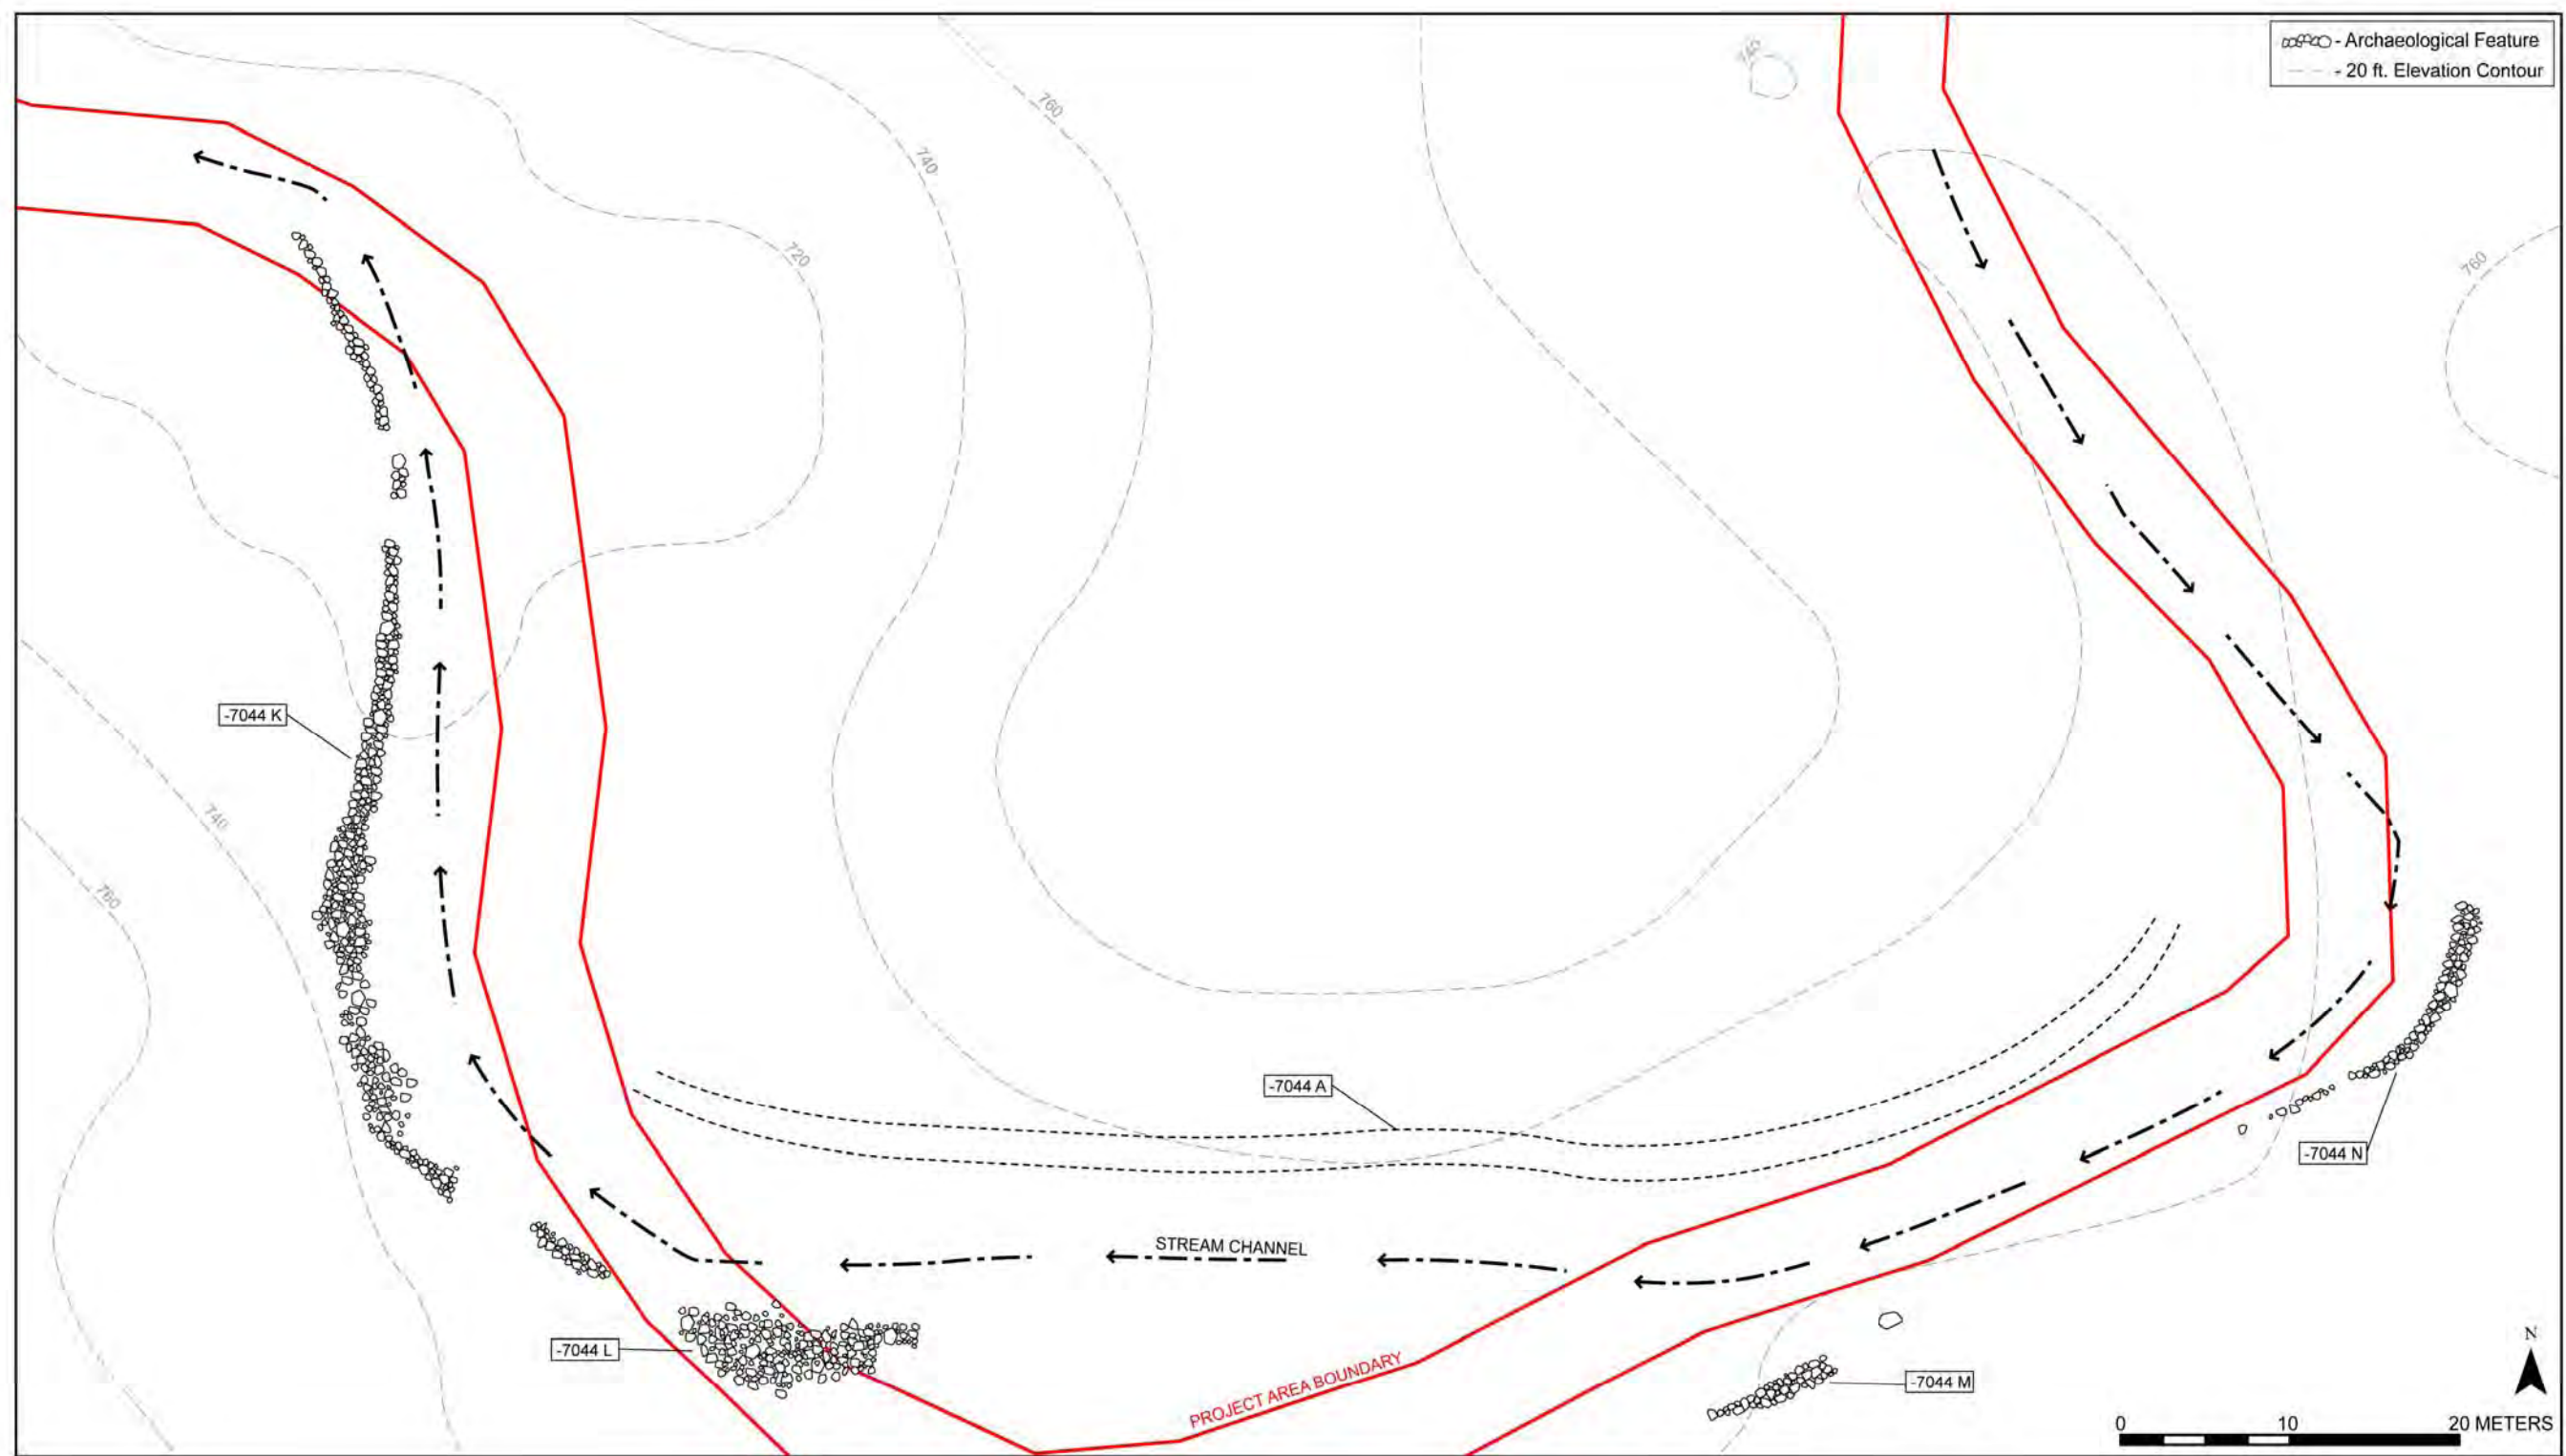 - Archaeological Feature
- 20 ft. Elevation Contour
745
760
740
720
760
-7044 K
740
760
-7044 A
-7044 N
STREAM CHANNEL
-7044 L
PROJECT AREA BOUNDARY
-7044 M
N
0 10 20 METERS